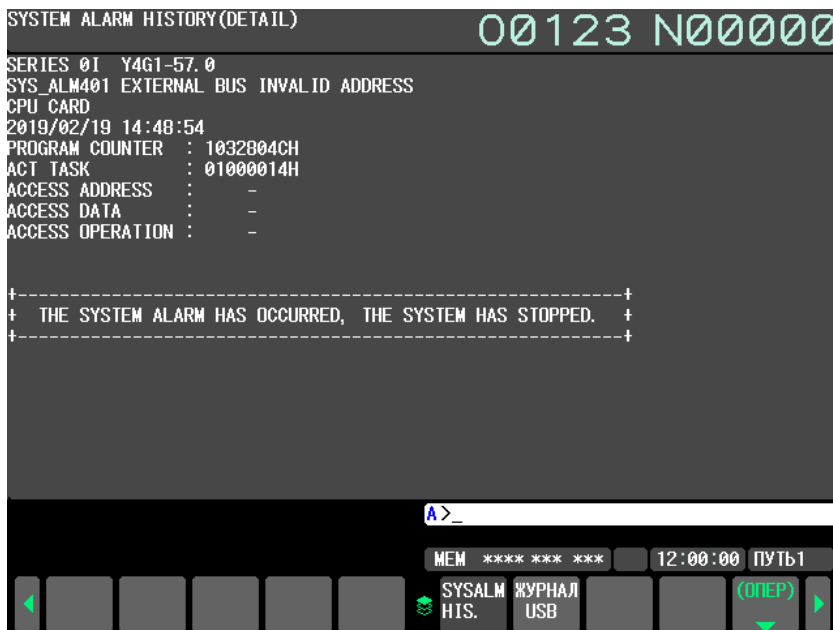 SYSTEM ALARM HISTORY(DETAIL)
O0123 N00000
SERIES 0I Y4G1-57.0
SYS_ALM401 EXTERNAL BUS INVALID ADDRESS
CPU CARD
2019/02/19 14:48:54
PROGRAM COUNTER : 1032804CH
ACT TASK : 01000014H
ACCESS ADDRESS : -
ACCESS DATA : -
ACCESS OPERATION : -
+----------------------------------------------------------+
+ THE SYSTEM ALARM HAS OCCURRED, THE SYSTEM HAS STOPPED. +
+----------------------------------------------------------+
A>_
MEM **** *** *** 12:00:00 ПУТЬ1
SYSALM HIS.
ЖУРНАЛ USB
(ОПЕР)